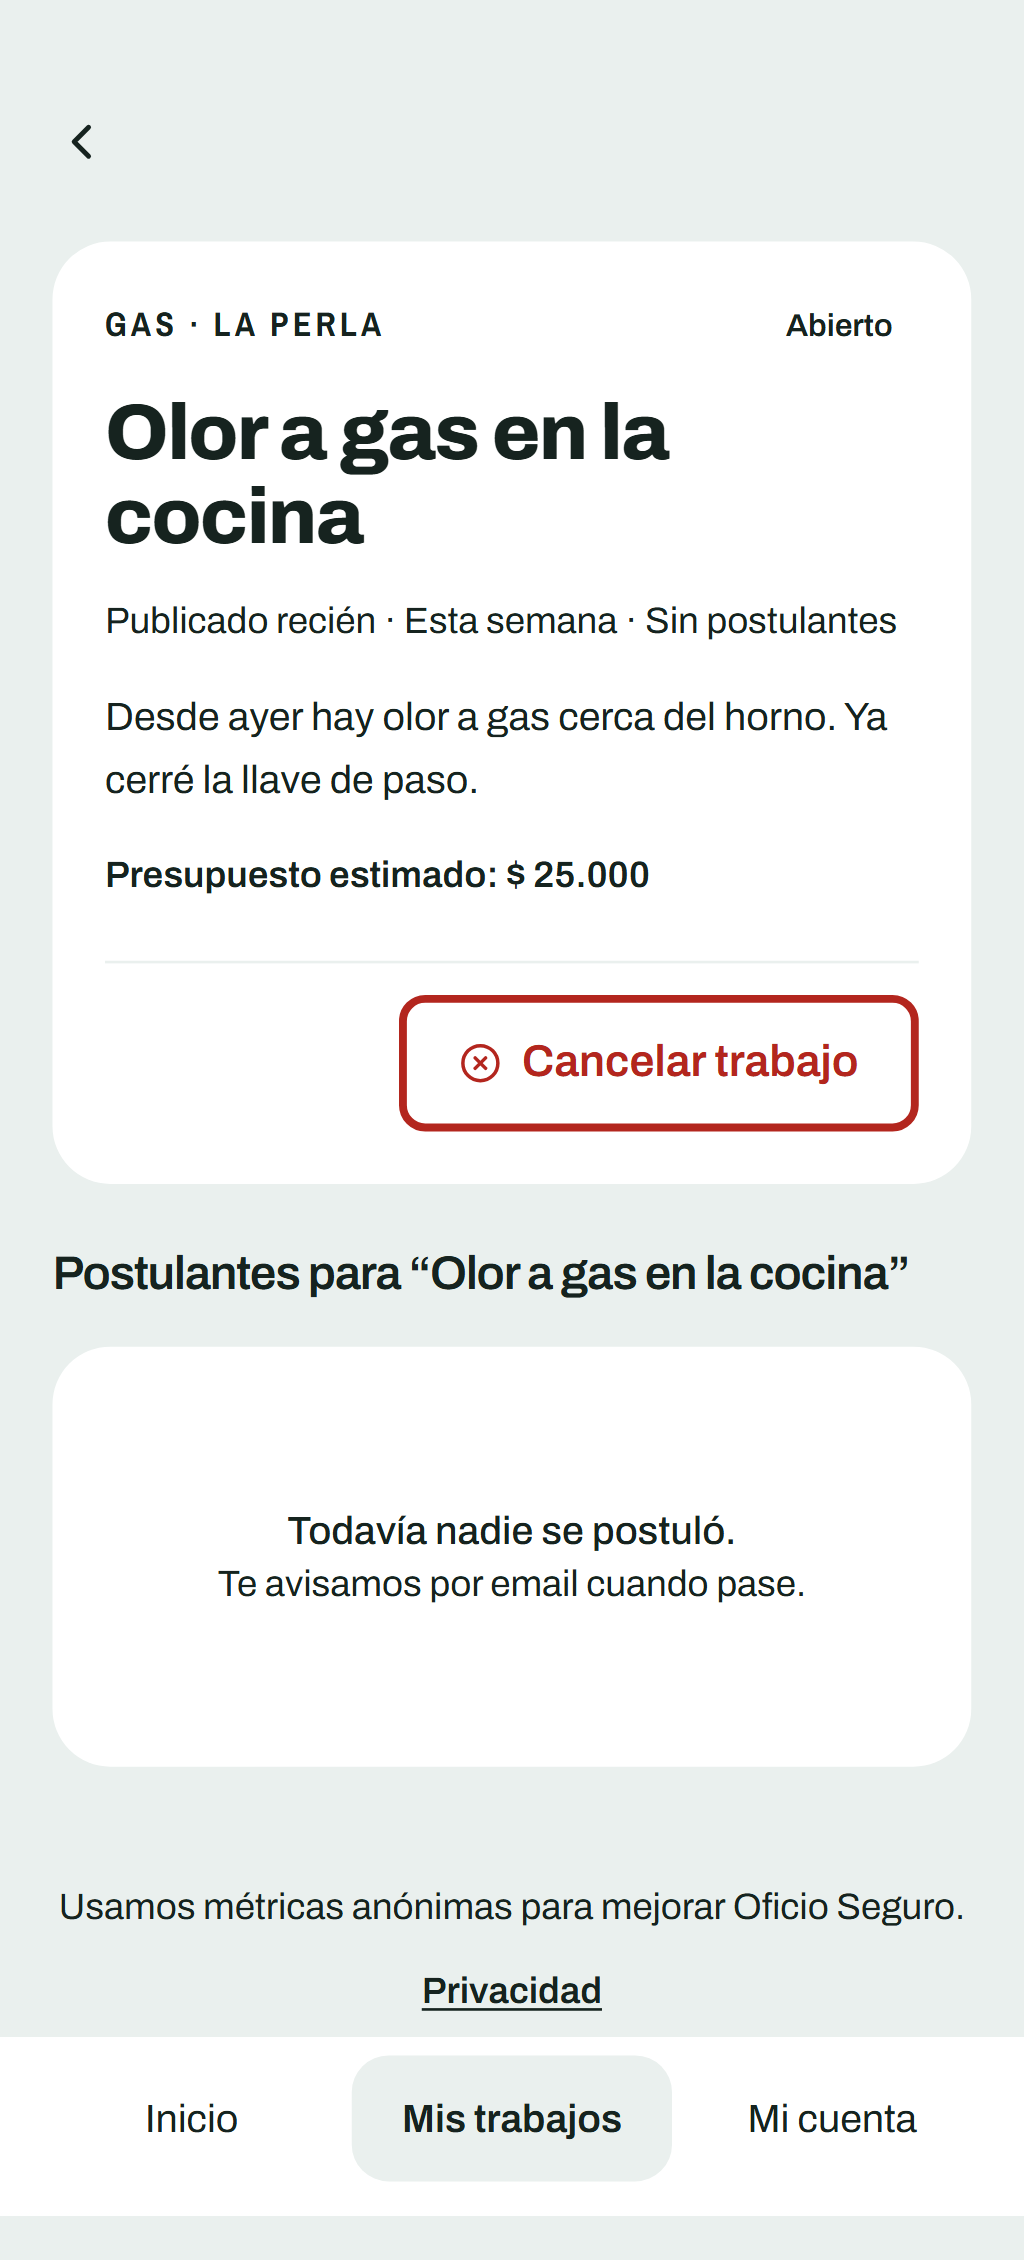 GAS · LA PERLA
Abierto
Olor a gas en la
cocina
Publicado recién · Esta semana · Sin postulantes
Desde ayer hay olor a gas cerca del horno. Ya
cerré la llave de paso.
Presupuesto estimado: $ 25.000
Cancelar trabajo
Postulantes para “Olor a gas en la cocina”
Todavía nadie se postuló.
Te avisamos por email cuando pase.
Usamos métricas anónimas para mejorar Oficio Seguro.
Privacidad
Inicio
Mis trabajos
Mi cuenta